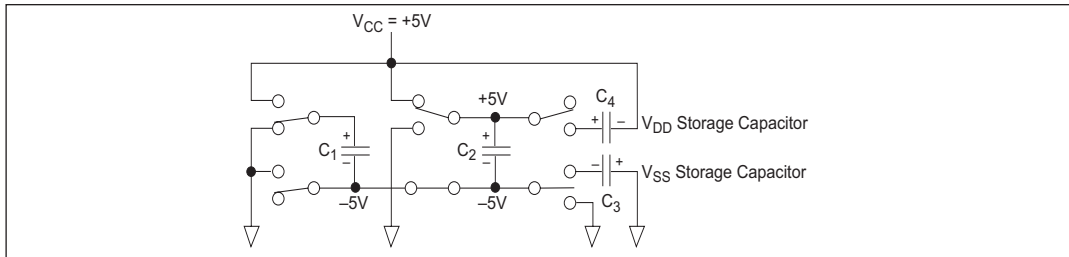 V_CC = +5V
+5V
C_4
+ – V_DD Storage Capacitor
+ +
C_1 C_2
– –
– + V_SS Storage Capacitor
C_3
–5V –5V